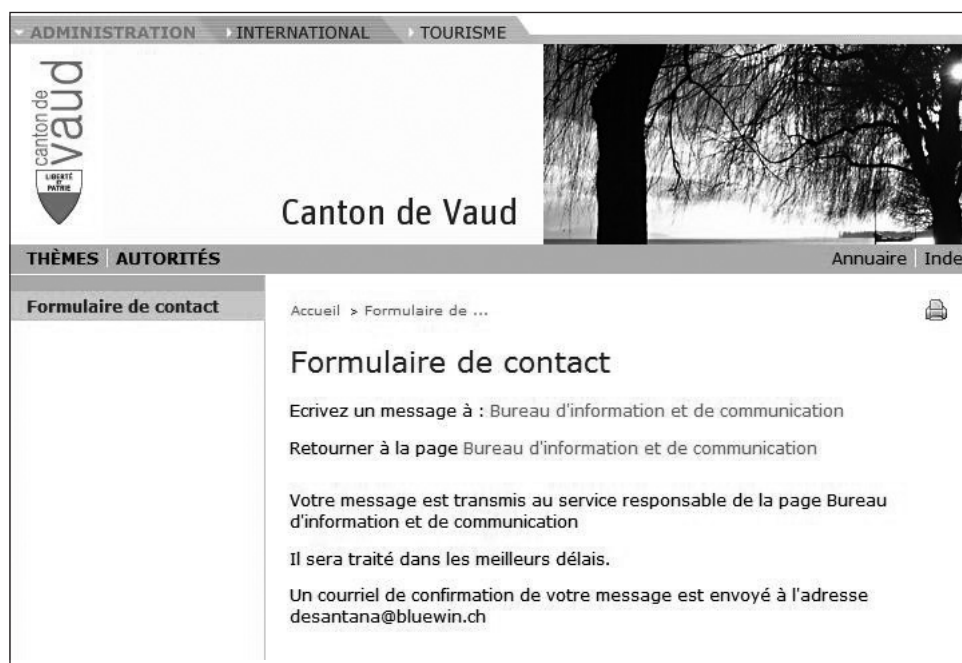 ADMINISTRATION INTERNATIONAL TOURISME
canton de
vaud
LIBERTÉ
ET
PATRIE
Canton de Vaud
THÈMES AUTORITÉS Annuaire Inde
Formulaire de contact
Accueil > Formulaire de ...
Formulaire de contact
Ecrivez un message à : Bureau d'information et de communication
Retourner à la page Bureau d'information et de communication
Votre message est transmis au service responsable de la page Bureau
d'information et de communication
Il sera traité dans les meilleurs délais.
Un courriel de confirmation de votre message est envoyé à l'adresse
desantana@bluewin.ch